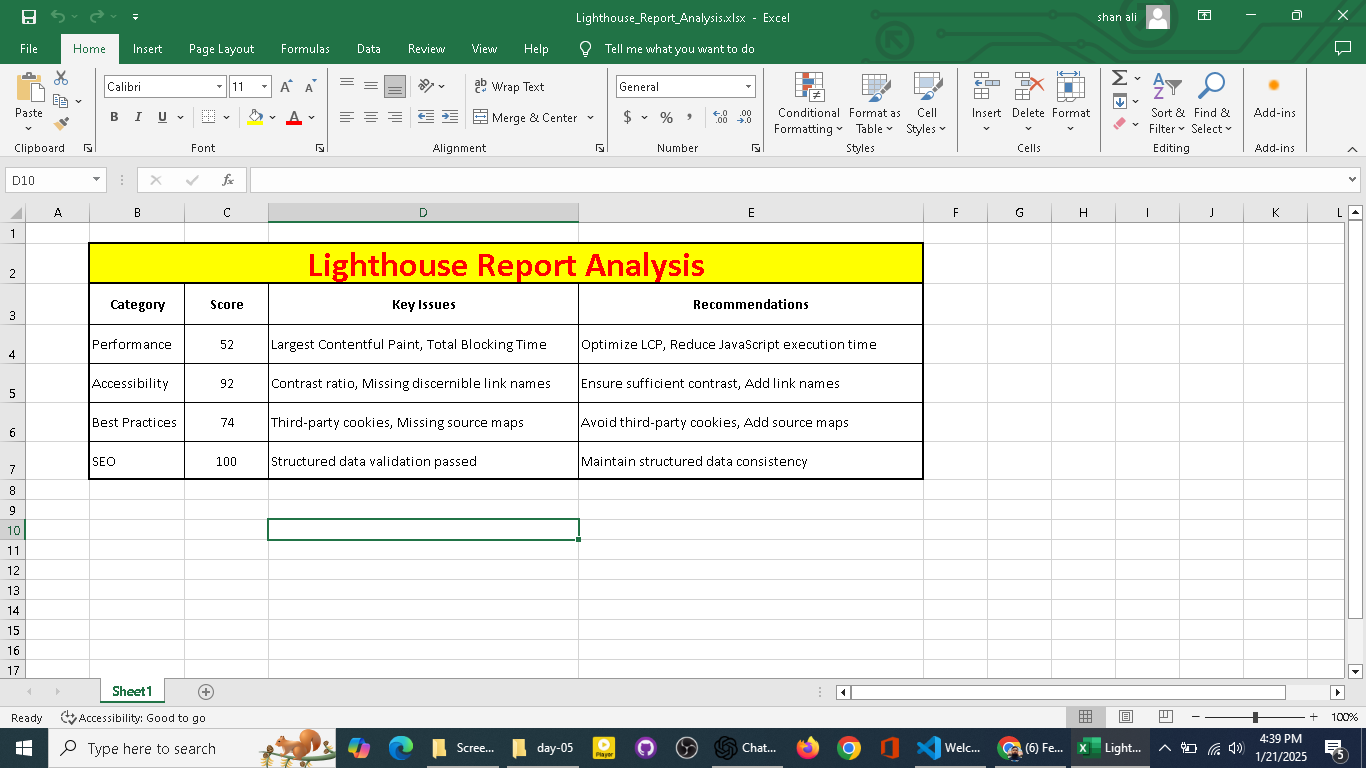 Lighthouse_Report_Analysis.xlsx - Excel
shan ali
File Home Insert Page Layout Formulas Data Review View Help Tell me what you want to do
Paste
Clipboard
Calibri 11
B I U
Font
Wrap Text
Merge & Center
Alignment
General
$ % ,
Number
Conditional Formatting
Format as Table
Cell Styles
Styles
Insert Delete Format
Cells
Sort & Filter
Find & Select
Editing
Add-ins
Add-ins
D10
fx
A B C D E F G H I J K L
1
2 Lighthouse Report Analysis
3 Category Score Key Issues Recommendations
4 Performance 52 Largest Contentful Paint, Total Blocking Time Optimize LCP, Reduce JavaScript execution time
5 Accessibility 92 Contrast ratio, Missing discernible link names Ensure sufficient contrast, Add link names
6 Best Practices 74 Third-party cookies, Missing source maps Avoid third-party cookies, Add source maps
7 SEO 100 Structured data validation passed Maintain structured data consistency
8
9
10
11
12
13
14
15
16
17
Sheet1
Ready Accessibility: Good to go 100%
Type here to search
Scree...
day-05
Chat...
Welc...
(6) Fe...
Light...
4:39 PM
1/21/2025
5